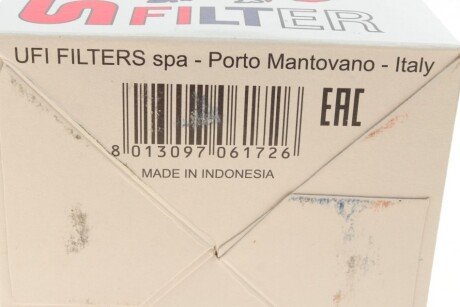 FILTER
UFI FILTERS spa - Porto Mantovano - Italy
EAC
8 013097 061726
MADE IN INDONESIA